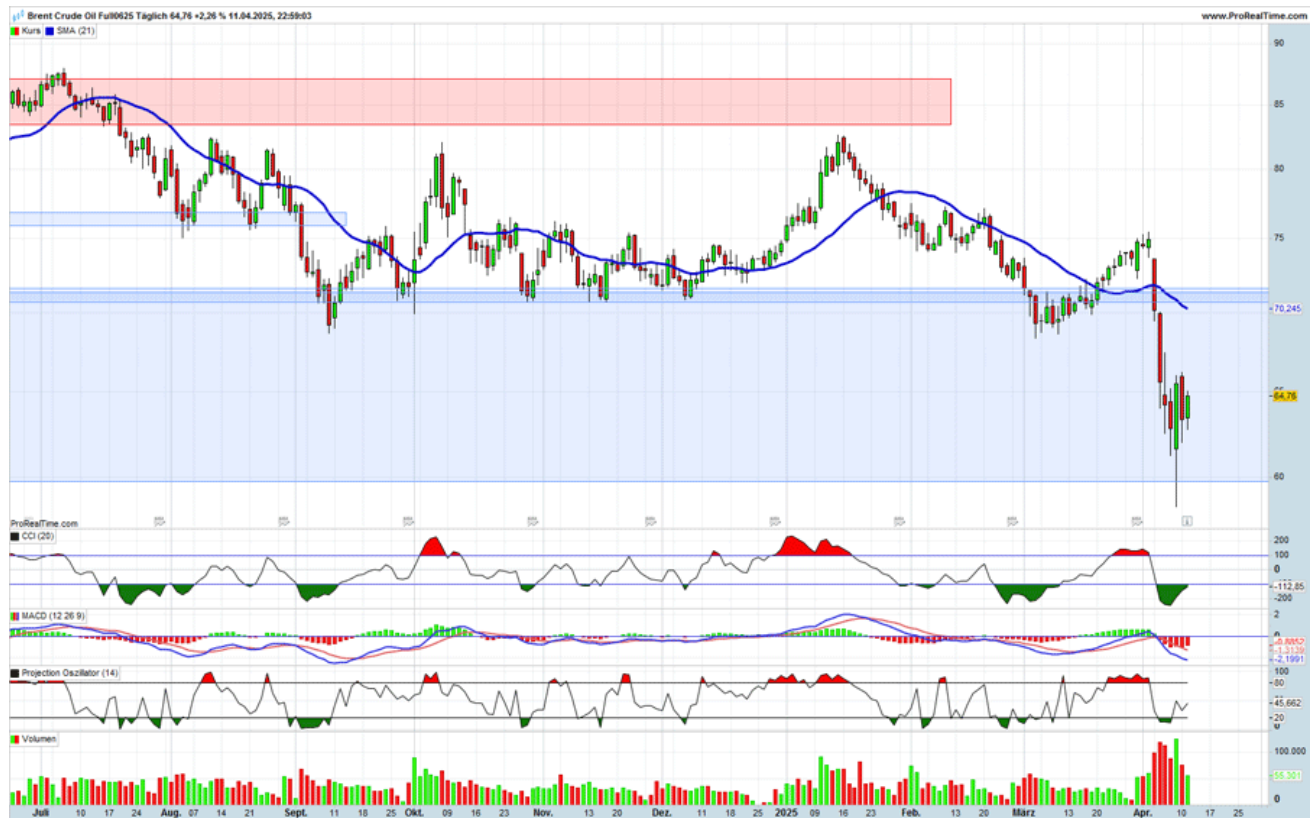 Brent Crude Oil Full0625 Täglich 64,76 +2,26 % 11.04.2025, 22:59:03
www.ProRealTime.com
Kurs SMA (21)
90
85
80
75
70,245
64,76
60
ProRealTime.com
CCI (20)
200
100
0
-112,85
-200
MACD (12 26 9)
2
0
-0,8852
-1,3139
-2,1991
Projection Oszillator (14)
100
80
45,662
20
0
Volumen
100.000
55.301
0
Juli 10 17 24 Aug. 07 14 21 Sept. 11 18 25 Okt. 09 16 23 Nov. 13 20 Dez. 11 18 25 2025 09 16 23 Feb. 13 20 März 13 20 Apr. 10 17 25